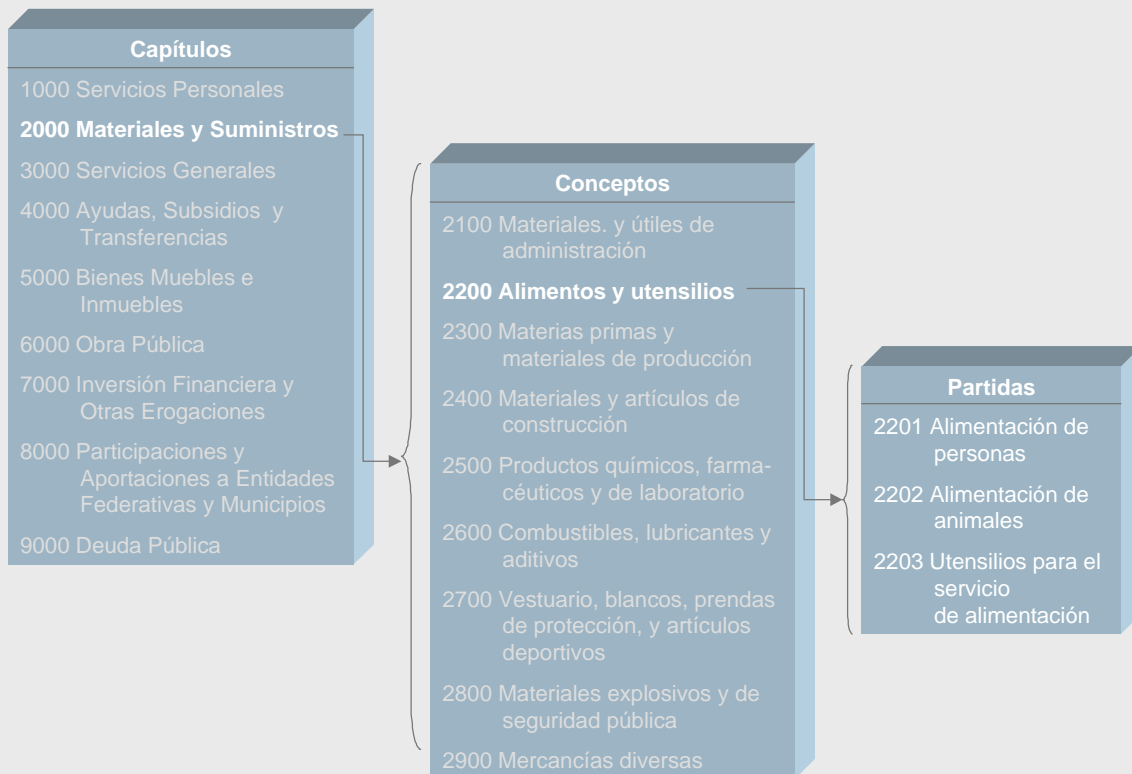 Capítulos
1000 Servicios Personales
2000 Materiales y Suministros
3000 Servicios Generales
4000 Ayudas, Subsidios y
Transferencias
5000 Bienes Muebles e
Inmuebles
6000 Obra Pública
7000 Inversión Financiera y
Otras Erogaciones
8000 Participaciones y
Aportaciones a Entidades
Federativas y Municipios
9000 Deuda Pública
Conceptos
2100 Materiales. y útiles de
administración
2200 Alimentos y utensilios
2300 Materias primas y
materiales de producción
2400 Materiales y artículos de
construcción
2500 Productos químicos, farma-
céuticos y de laboratorio
2600 Combustibles, lubricantes y
aditivos
2700 Vestuario, blancos, prendas
de protección, y artículos
deportivos
2800 Materiales explosivos y de
seguridad pública
2900 Mercancías diversas
Partidas
2201 Alimentación de
personas
2202 Alimentación de
animales
2203 Utensilios para el
servicio
de alimentación